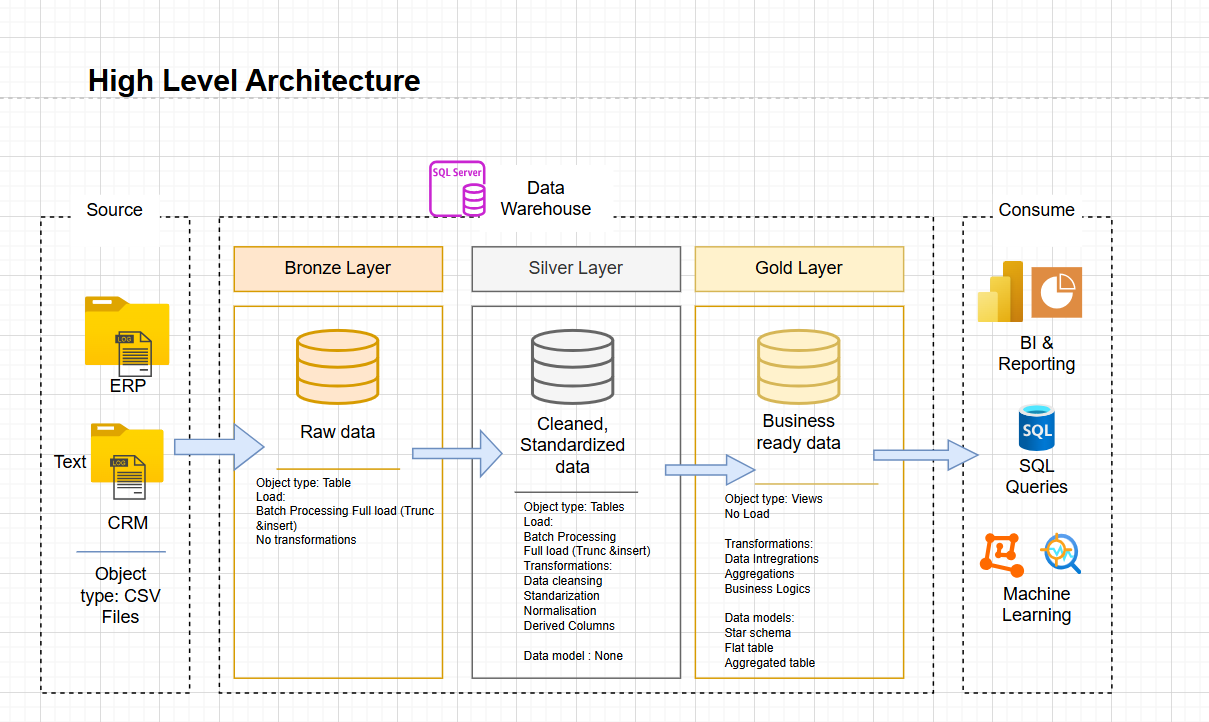 High Level Architecture
SQL Server
Data
Warehouse
Source
LOG
ERP
Text
LOG
CRM
Object
type: CSV
Files
Bronze Layer
Raw data
Object type: Table
Load:
Batch Processing Full load (Trunc
&insert)
No transformations
Silver Layer
Cleaned,
Standardized
data
Object type: Tables
Load:
Batch Processing
Full load (Trunc &insert)
Transformations:
Data cleansing
Standarization
Normalisation
Derived Columns
Data model : None
Gold Layer
Business
ready data
Object type: Views
No Load
Transformations:
Data Intregrations
Aggregations
Business Logics
Data models:
Star schema
Flat table
Aggregated table
Consume
BI &
Reporting
SQL
SQL
Queries
Machine
Learning